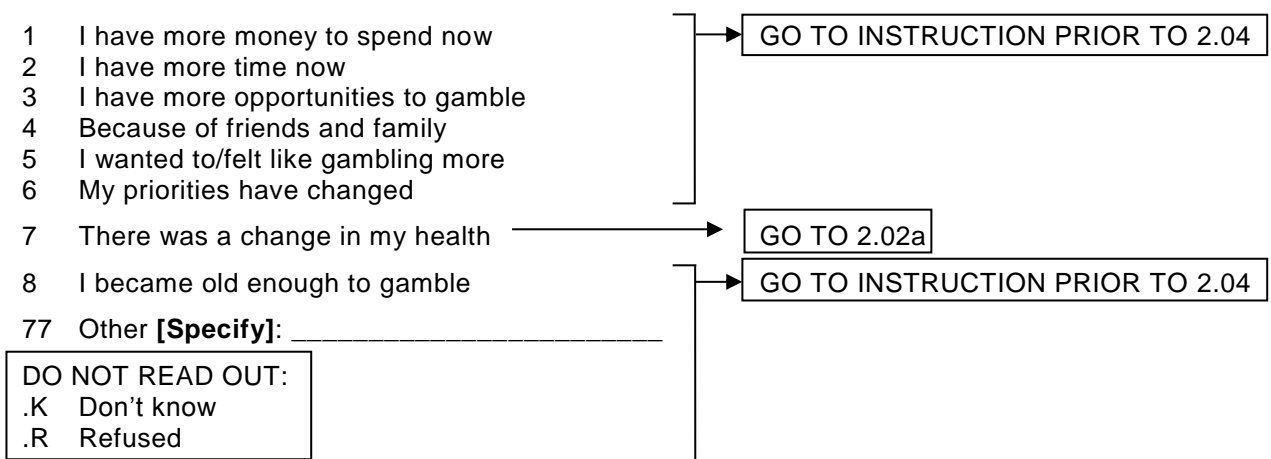 1 I have more money to spend now GO TO INSTRUCTION PRIOR TO 2.04
2 I have more time now
3 I have more opportunities to gamble
4 Because of friends and family
5 I wanted to/felt like gambling more
6 My priorities have changed
7 There was a change in my health GO TO 2.02a
8 I became old enough to gamble GO TO INSTRUCTION PRIOR TO 2.04
77 Other [Specify]: ________________________
DO NOT READ OUT:
.K Don't know
.R Refused